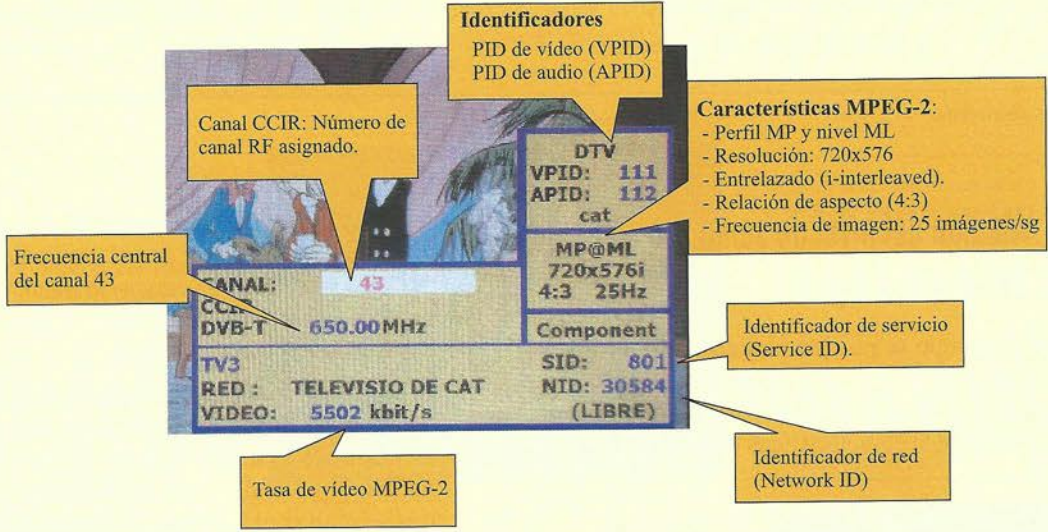 Identificadores
PID de vídeo (VPID)
PID de audio (APID)
Canal CCIR: Número de
canal RF asignado.
Características MPEG-2:
- Perfil MP y nivel ML
- Resolución: 720x576
- Entrelazado (i-interleaved).
- Relación de aspecto (4:3)
- Frecuencia de imagen: 25 imágenes/sg
DTV
VPID: 111
APID: 112
cat
MP@ML
720x576i
4:3 25Hz
Component
Frecuencia central
del canal 43
CANAL: 43
CCIR
DVB-T 650.00MHz
TV3 SID: 801
RED : TELEVISIO DE CAT NID: 30584
VIDEO: 5502 kbit/s (LIBRE)
Identificador de servicio
(Service ID).
Identificador de red
(Network ID)
Tasa de vídeo MPEG-2